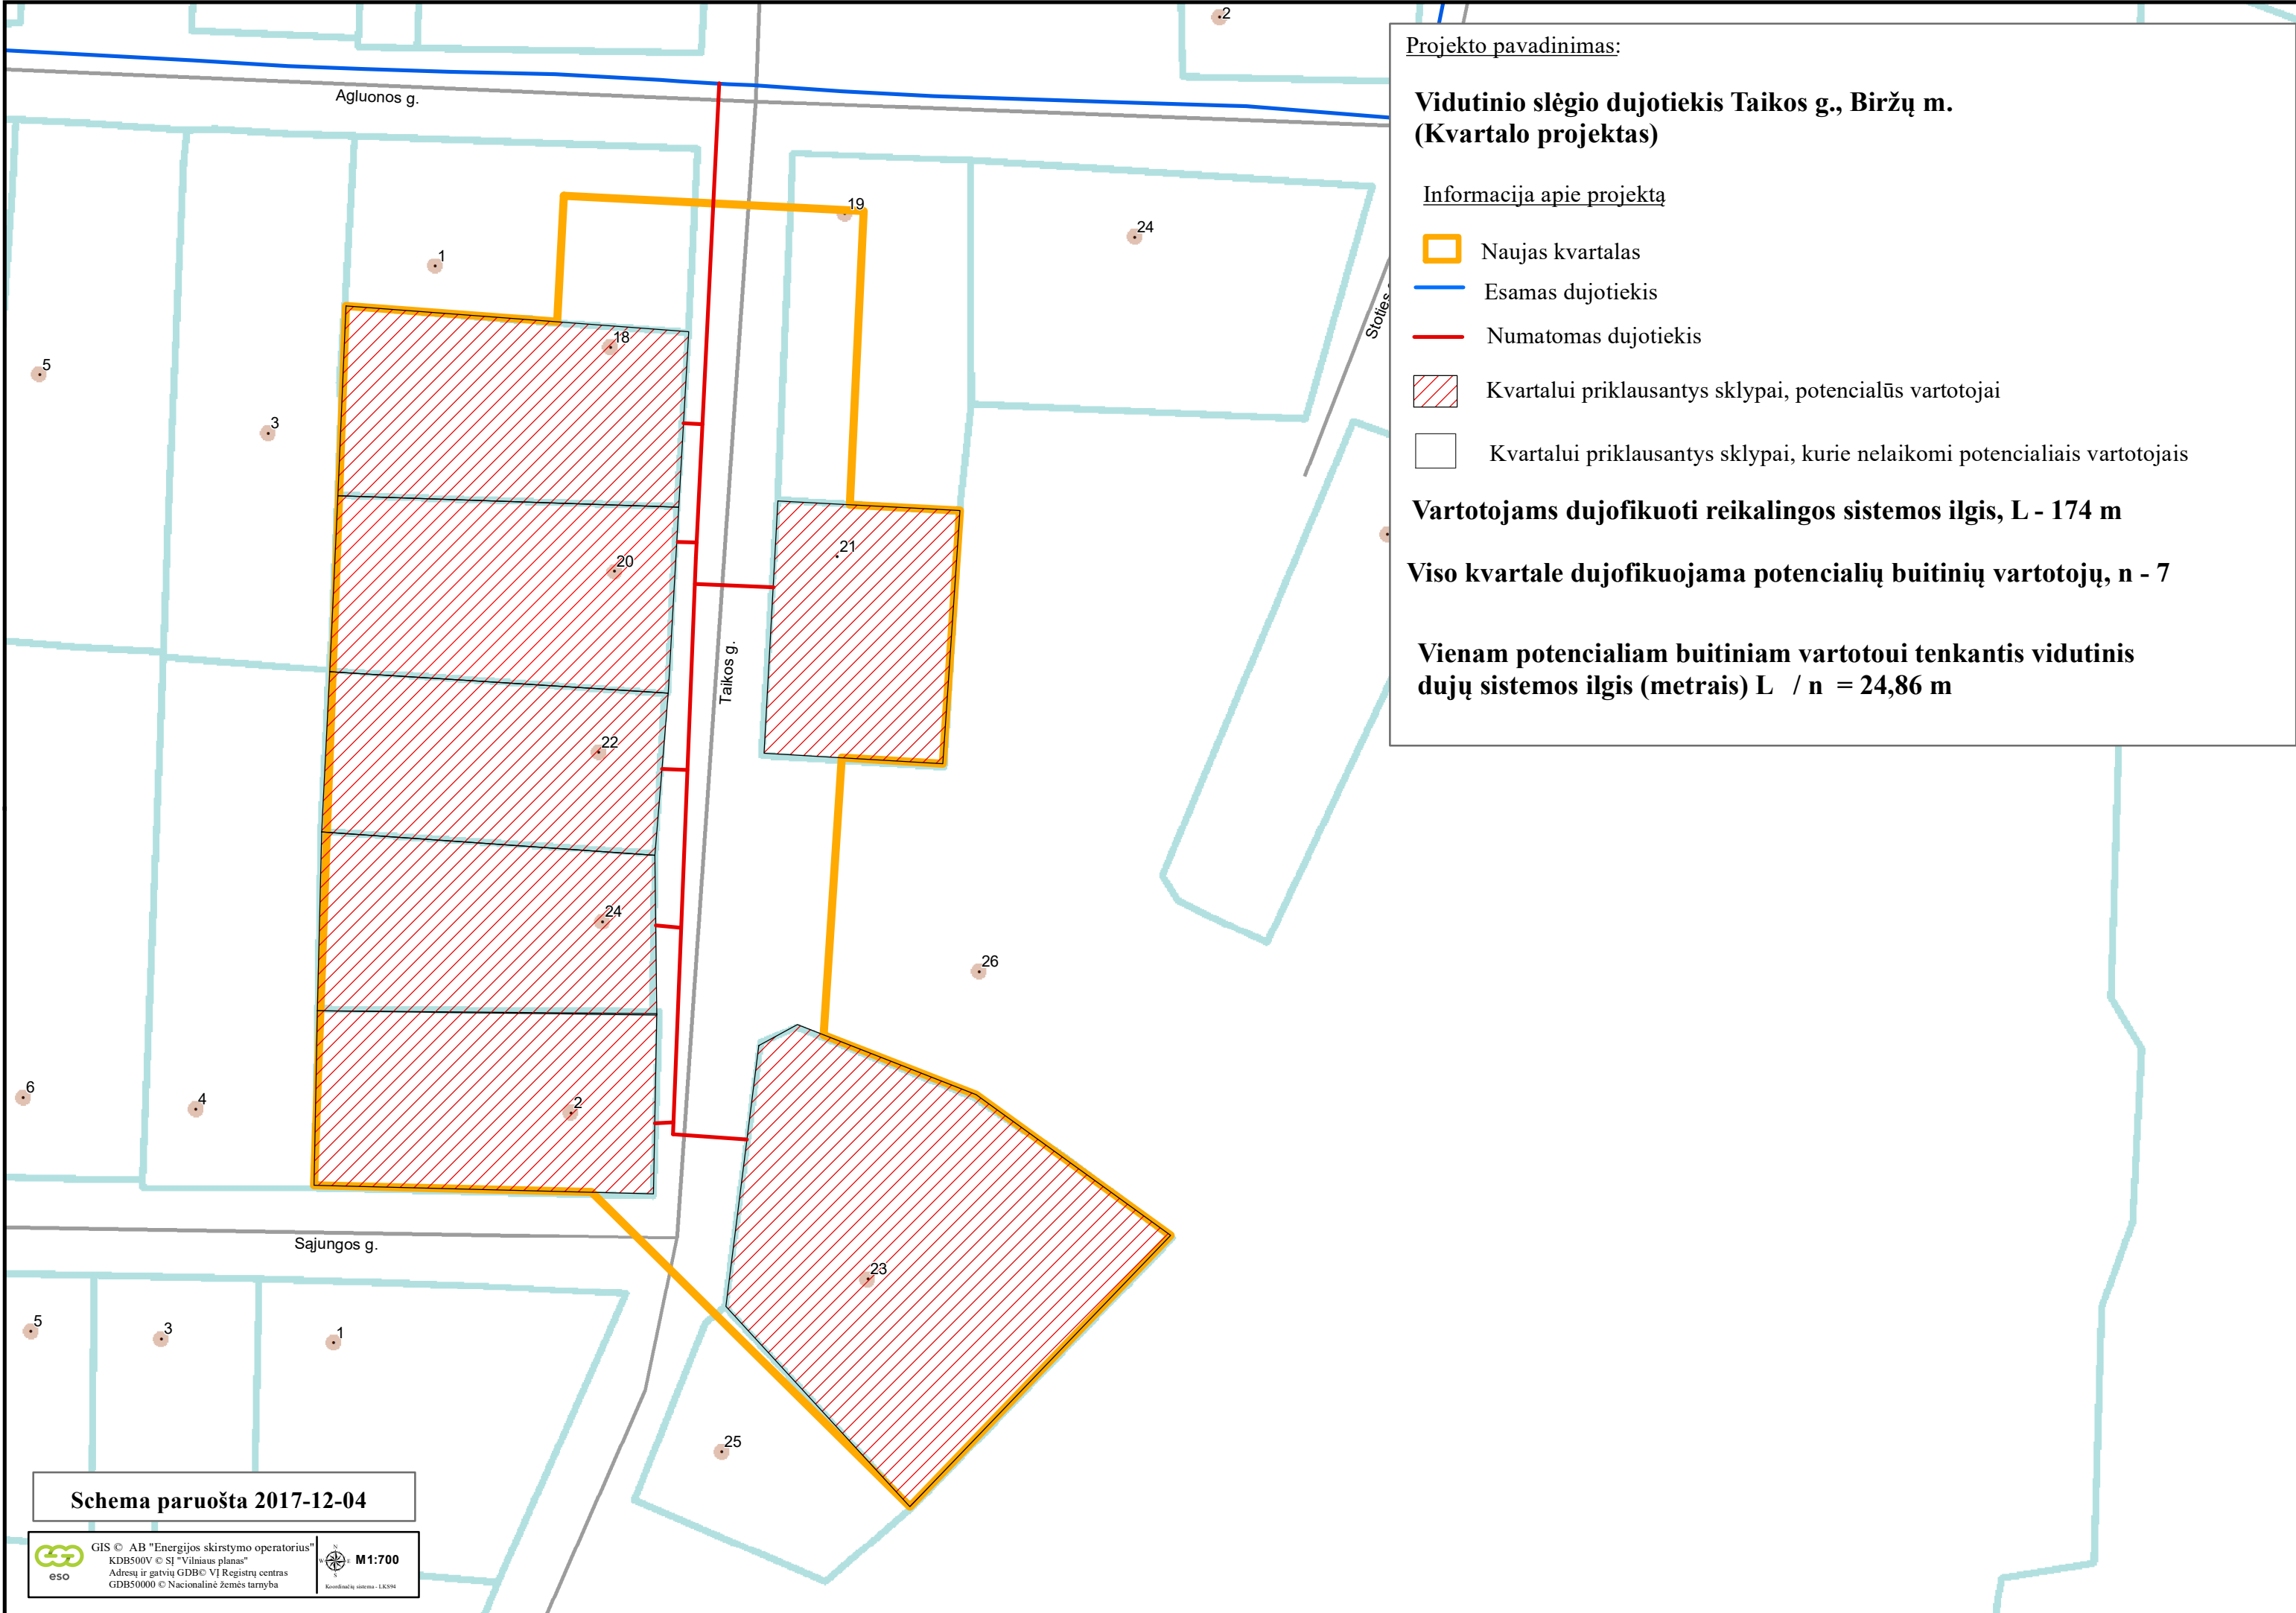 Projekto pavadinimas:
Vidutinio slėgio dujotiekis Taikos g., Biržų m.
(Kvartalo projektas)
Informacija apie projektą
Naujas kvartalas
Esamas dujotiekis
Numatomas dujotiekis
Kvartalui priklausantys sklypai, potencialūs vartotojai
Kvartalui priklausantys sklypai, kurie nelaikomi potencialiais vartotojais
Vartotojams dujofikuoti reikalingos sistemos ilgis, L - 174 m
Viso kvartale dujofikuojama potencialių buitinių vartotojų, n - 7
Vienam potencialiam buitiniam vartotoui tenkantis vidutinis
dujų sistemos ilgis (metrais) L / n = 24,86 m
2
Agluonos g.
19
24
1
Stoties
18
5
3
21
20
Taikos g.
22
24
26
6
4
2
Sąjungos g.
23
5
3
1
25
Schema paruošta 2017-12-04
GIS © AB "Energijos skirstymo operatorius"
KDB500V © SĮ "Vilniaus planas"
Adresų ir gatvių GDB© VĮ Registrų centras
GDB50000 © Nacionalinė žemės tarnyba
eso
N
W
E
S
M 1:700
Koordinačių sistema - LKS94